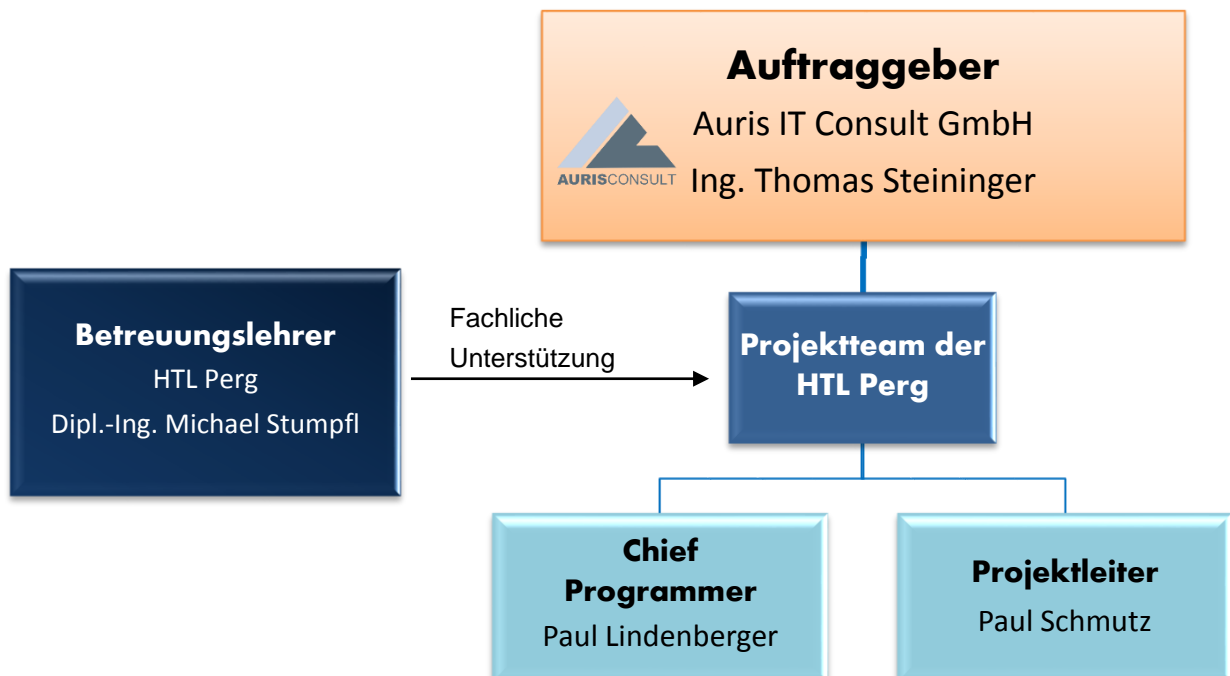 Auftraggeber
Auris IT Consult GmbH
AURISCONSULT
Ing. Thomas Steininger
Betreuungslehrer
HTL Perg
Dipl.-Ing. Michael Stumpfl
Fachliche
Unterstützung
Projektteam der
HTL Perg
Chief
Programmer
Paul Lindenberger
Projektleiter
Paul Schmutz